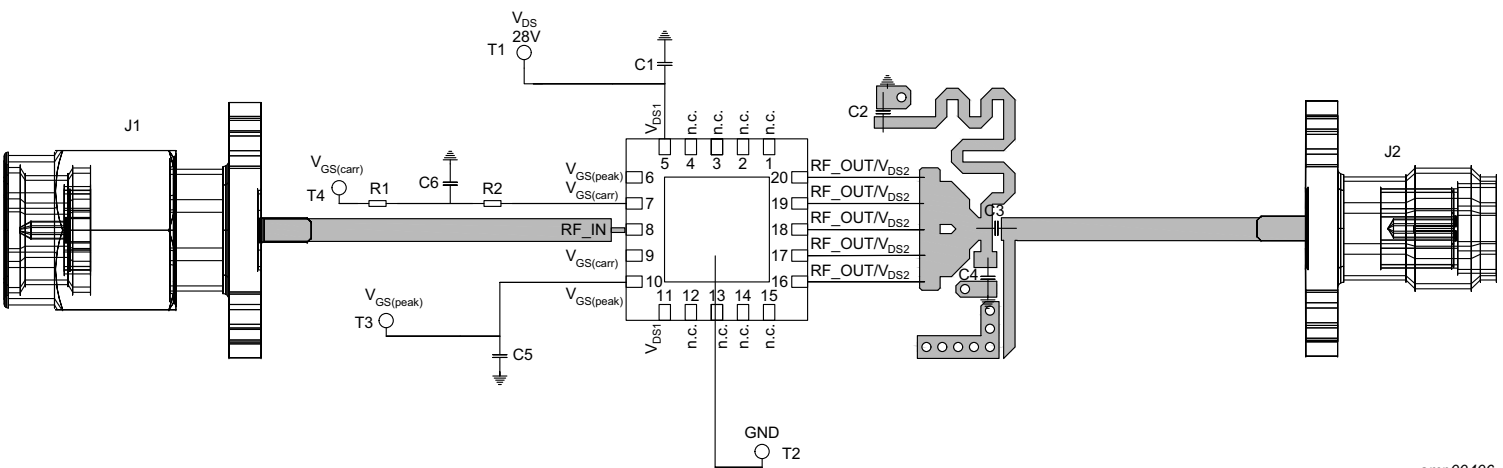 V_DS
28V
T1
C1
J1
V_DS1
n.c.
n.c.
n.c.
n.c.
5
4
3
2
1
C2
J2
V_GS(carr)
T4
R1
C6
R2
V_GS(peak)
6
V_GS(carr)
7
RF_IN
8
V_GS(carr)
9
V_GS(peak)
10
20
RF_OUT/V_DS2
19
RF_OUT/V_DS2
18
RF_OUT/V_DS2
17
RF_OUT/V_DS2
16
RF_OUT/V_DS2
C3
C4
V_GS(peak)
T3
C5
11
12
13
14
15
V_DS1
n.c.
n.c.
n.c.
n.c.
GND
T2